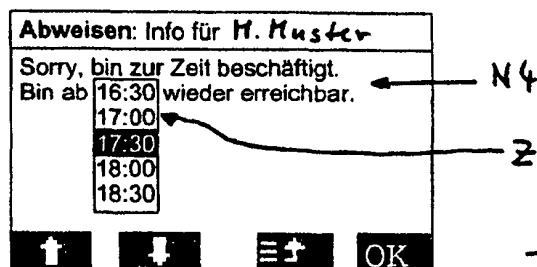 Abweisen: Info für M. Muster
Sorry, bin zur Zeit beschäftigt.
N4
Bin ab 16:30 wieder erreichbar.
17:00
17:30
Z
18:00
18:30
OK